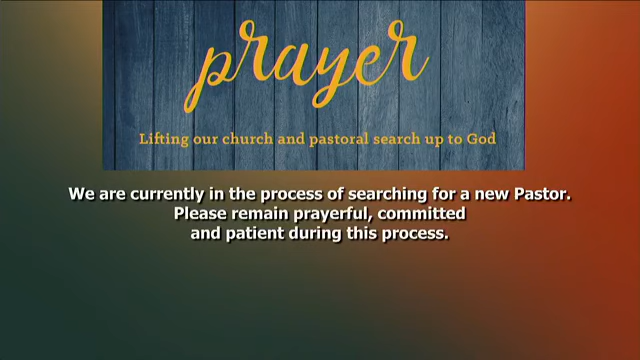 prayer
Lifting our church and pastoral search up to God
We are currently in the process of searching for a new Pastor.
Please remain prayerful, committed
and patient during this process.